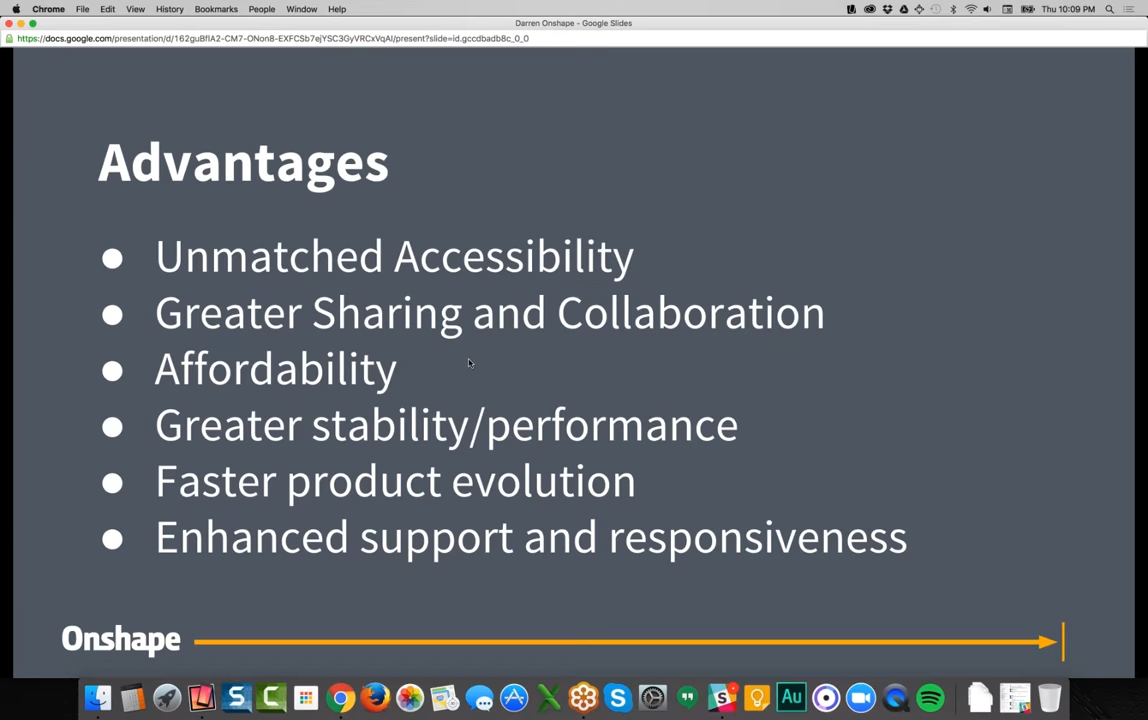 Chrome File Edit View History Bookmarks People Window Help Thu 10:09 PM
Darren Onshape - Google Slides
Advantages
● Unmatched Accessibility
● Greater Sharing and Collaboration
● Affordability
● Greater stability/performance
● Faster product evolution
● Enhanced support and responsiveness
Onshape
S C X S S Au